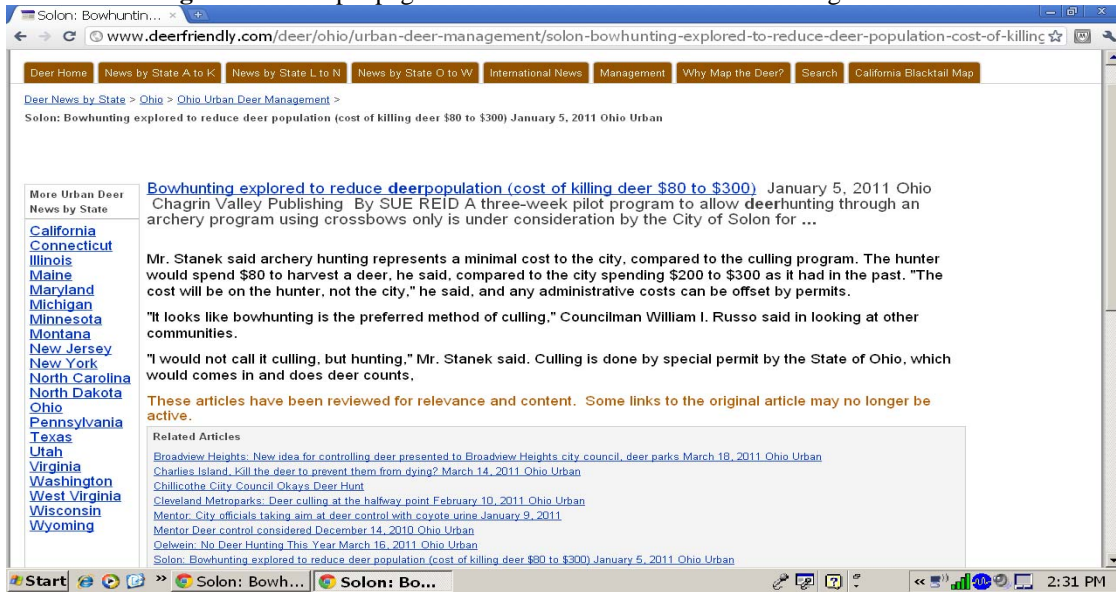 Solon: Bowhuntin...
www.deerfriendly.com/deer/ohio/urban-deer-management/solon-bowhunting-explored-to-reduce-deer-population-cost-of-killing
Deer Home News by State A to K News by State L to N News by State O to W International News Management Why Map the Deer? Search California Blacktail Map
Deer News by State > Ohio > Ohio Urban Deer Management >
Solon: Bowhunting explored to reduce deer population (cost of killing deer $80 to $300) January 5, 2011 Ohio Urban
More Urban Deer
News by State
California
Connecticut
Illinois
Maine
Maryland
Michigan
Minnesota
Montana
New Jersey
New York
North Carolina
North Dakota
Ohio
Pennsylvania
Texas
Utah
Virginia
Washington
West Virginia
Wisconsin
Wyoming
Bowhunting explored to reduce deerpopulation (cost of killing deer $80 to $300) January 5, 2011 Ohio
Chagrin Valley Publishing By SUE REID A three-week pilot program to allow deerhunting through an
archery program using crossbows only is under consideration by the City of Solon for ...
Mr. Stanek said archery hunting represents a minimal cost to the city, compared to the culling program. The hunter
would spend $80 to harvest a deer, he said, compared to the city spending $200 to $300 as it had in the past. "The
cost will be on the hunter, not the city," he said, and any administrative costs can be offset by permits.
"It looks like bowhunting is the preferred method of culling," Councilman William I. Russo said in looking at other
communities.
"I would not call it culling, but hunting," Mr. Stanek said. Culling is done by special permit by the State of Ohio, which
would comes in and does deer counts,
These articles have been reviewed for relevance and content. Some links to the original article may no longer be
active.
Related Articles
Broadview Heights: New idea for controlling deer presented to Broadview Heights city council, deer parks March 18, 2011 Ohio Urban
Charlies Island, Kill the deer to prevent them from dying? March 14, 2011 Ohio Urban
Chillicothe Ciity Council Okays Deer Hunt
Cleveland Metroparks: Deer culling at the halfway point February 10, 2011 Ohio Urban
Mentor: City officials taking aim at deer control with coyote urine January 9, 2011
Mentor Deer control considered December 14, 2010 Ohio Urban
Oelwein: No Deer Hunting This Year March 16, 2011 Ohio Urban
Solon: Bowhunting explored to reduce deer population (cost of killing deer $80 to $300) January 5, 2011 Ohio Urban
Start Solon: Bowh... Solon: Bo... 2:31 PM